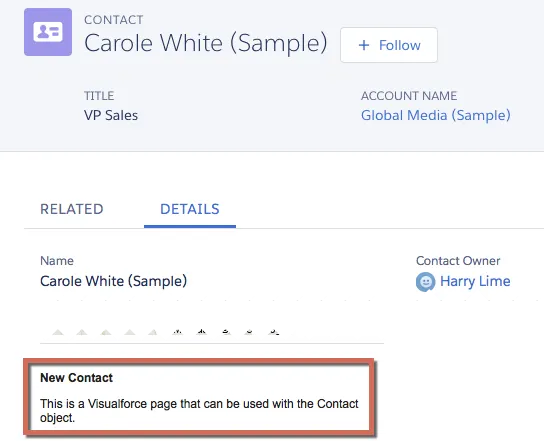 CONTACT
Carole White (Sample)
+ Follow
TITLE
ACCOUNT NAME
VP Sales
Global Media (Sample)
RELATED
DETAILS
Name
Contact Owner
Carole White (Sample)
Harry Lime
New Contact
This is a Visualforce page that can be used with the Contact
object.